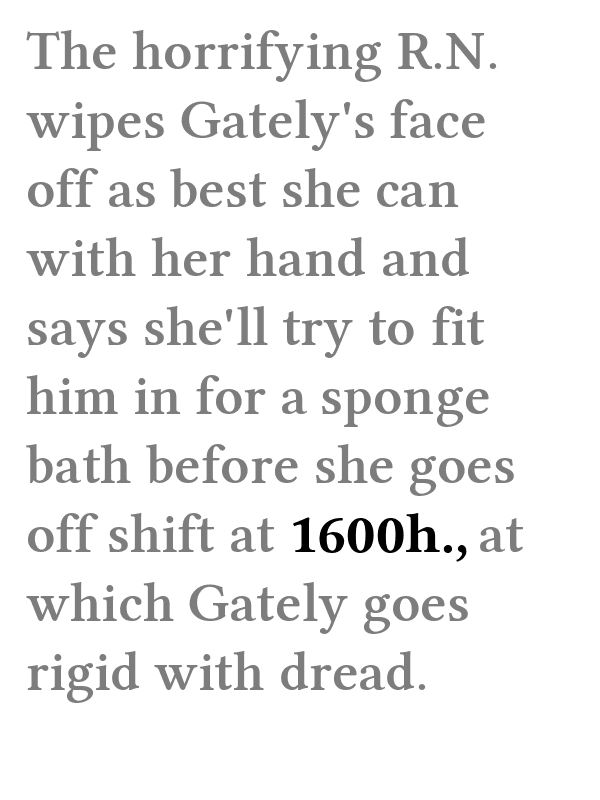 The horrifying R.N.
wipes Gately's face
off as best she can
with her hand and
says she'll try to fit
him in for a sponge
bath before she goes
off shift at 1600h., at
which Gately goes
rigid with dread.